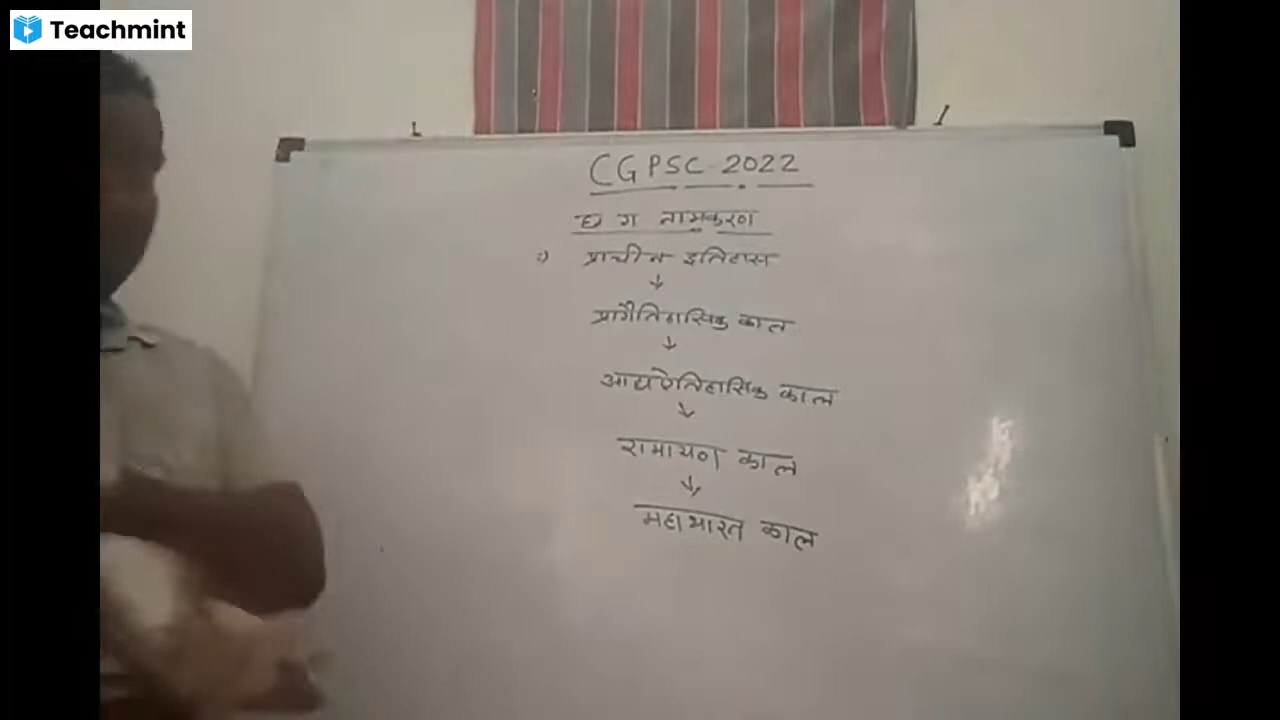 Teachmint
CGPSC-2022
छ ग नामकरण
1) प्राचीन इतिहास
↓
प्रागैतिहासिक काल
↓
आद्यऐतिहासिक काल
↓
रामायण काल
↓
महाभारत काल